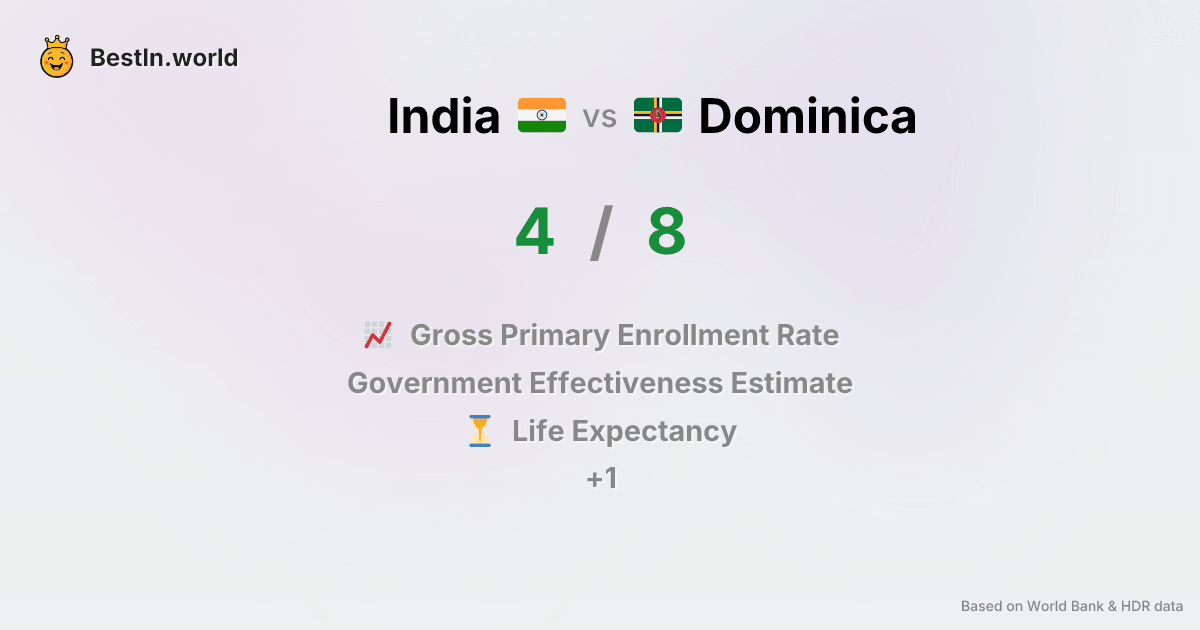 BestIn.world
India vs Dominica
4 / 8
Gross Primary Enrollment Rate
Government Effectiveness Estimate
Life Expectancy
+1
Based on World Bank & HDR data